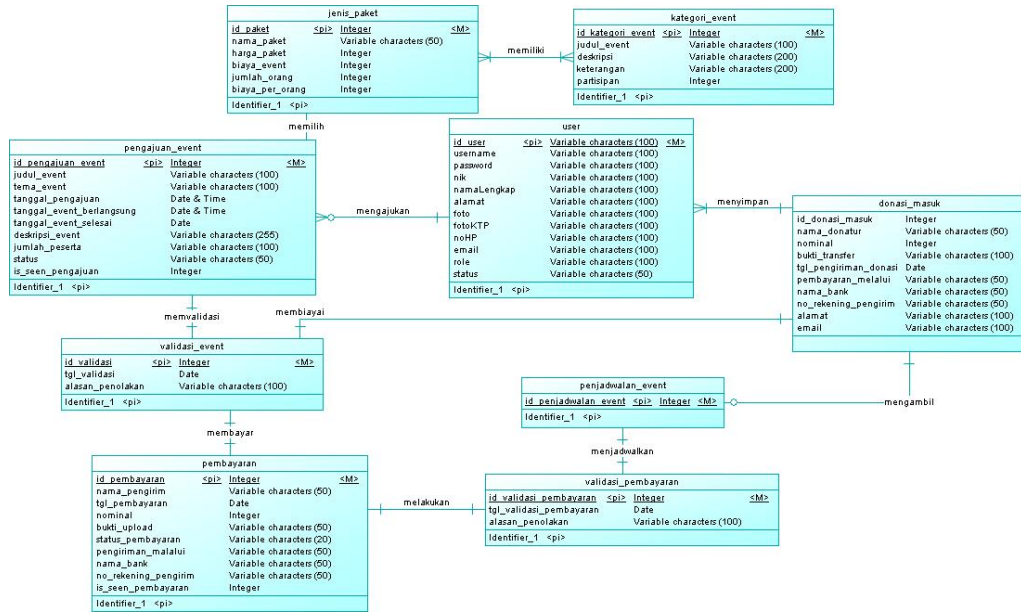 jenis_paket
id_paket <pi> Integer <M>
nama_paket Variable characters (50)
harga_paket Integer
biaya_event Integer
jumlah_orang Integer
biaya_per_orang Integer
Identifier_1 <pi>
memiliki
kategori_event
id_kategori_event <pi> Integer <M>
judul_event Variable characters (100)
deskripsi Variable characters (200)
keterangan Variable characters (200)
partisipan Integer
Identifier_1 <pi>
memilih
pengajuan_event
id_pengajuan_event <pi> Integer <M>
judul_event Variable characters (100)
tema_event Variable characters (100)
tanggal_pengajuan Date & Time
tanggal_event_berlangsung Date & Time
tanggal_event_selesai Date
deskripsi_event Variable characters (255)
jumlah_peserta Variable characters (100)
status Variable characters (50)
is_seen_pengajuan Integer
Identifier_1 <pi>
mengajukan
user
id_user <pi> Variable characters (100) <M>
username Variable characters (100)
password Variable characters (100)
nik Variable characters (100)
namaLengkap Variable characters (100)
alamat Variable characters (100)
foto Variable characters (100)
fotoKTP Variable characters (100)
noHP Variable characters (100)
email Variable characters (100)
role Variable characters (100)
status Variable characters (50)
Identifier_1 <pi>
menyimpan
donasi_masuk
id_donasi_masuk Integer
nama_donatur Variable characters (50)
nominal Integer
bukti_transfer Variable characters (100)
tgl_pengiriman_donasi Date
pembayaran_melalui Variable characters (50)
nama_bank Variable characters (50)
no_rekening_pengirim Variable characters (50)
alamat Variable characters (100)
email Variable characters (100)
memvalidasi
membiayai
validasi_event
id_validasi <pi> Integer <M>
tgl_validasi Date
alasan_penolakan Variable characters (100)
Identifier_1 <pi>
penjadwalan_event
id_penjadwalan_event <pi> Integer <M>
Identifier_1 <pi>
mengambil
membayar
menjadwalkan
pembayaran
id_pembayaran <pi> Integer <M>
nama_pengirim Variable characters (50)
tgl_pembayaran Date
nominal Integer
bukti_upload Variable characters (50)
status_pembayaran Variable characters (20)
pengiriman_malalui Variable characters (50)
nama_bank Variable characters (50)
no_rekening_pengirim Variable characters (50)
is_seen_pembayaran Integer
Identifier_1 <pi>
melakukan
validasi_pembayaran
id_validasi_pembayaran <pi> Integer <M>
tgl_validasi_pembayaran Date
alasan_penolakan Variable characters (100)
Identifier_1 <pi>